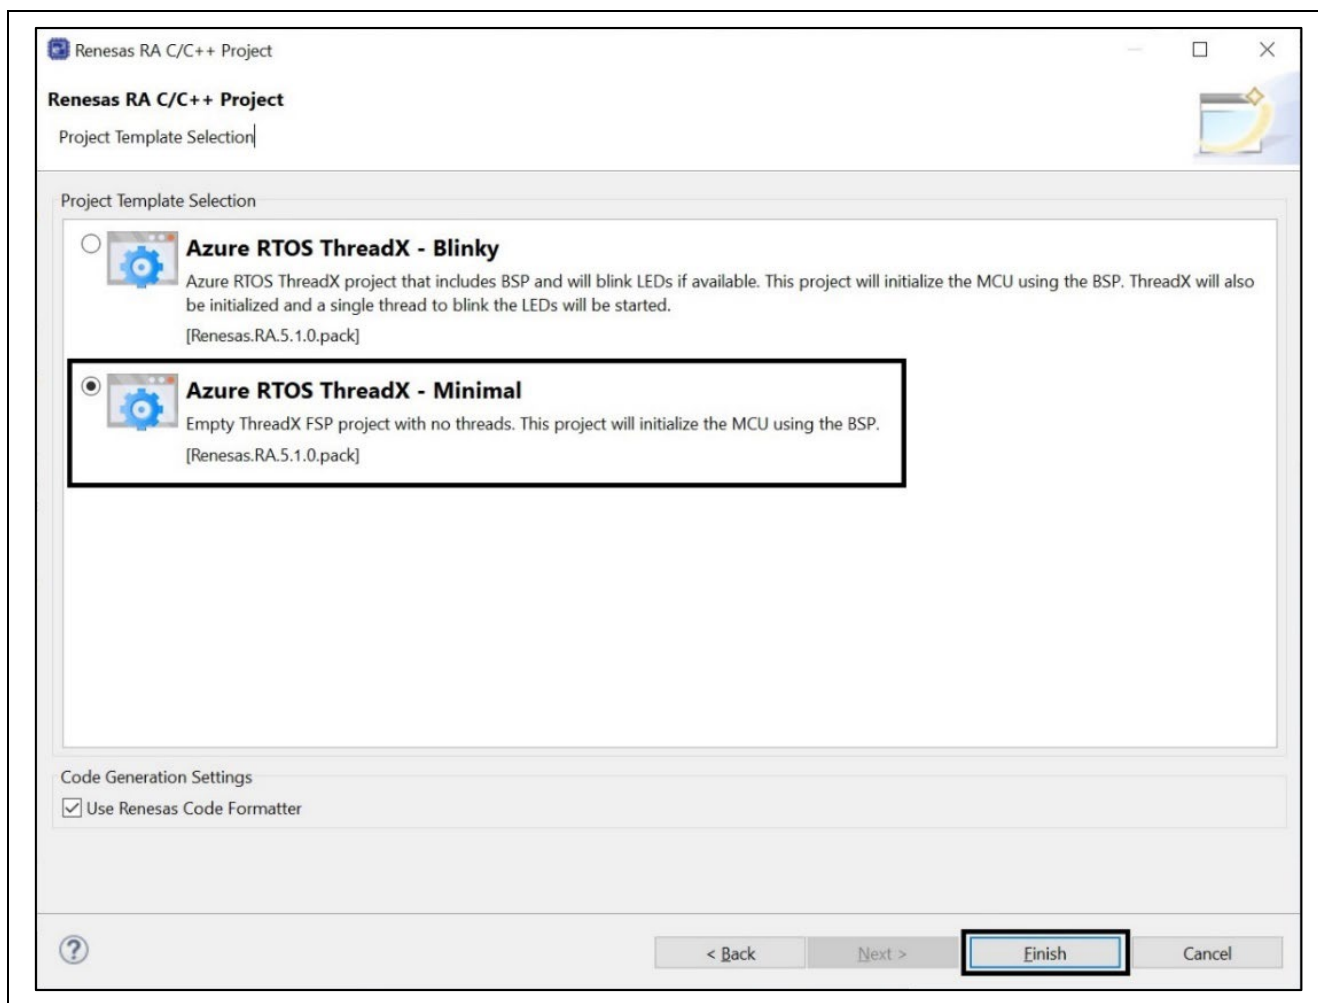 Renesas RA C/C++ Project
Renesas RA C/C++ Project
Project Template Selection
Project Template Selection
Azure RTOS ThreadX - Blinky
Azure RTOS ThreadX project that includes BSP and will blink LEDs if available. This project will initialize the MCU using the BSP. ThreadX will also
be initialized and a single thread to blink the LEDs will be started.
[Renesas.RA.5.1.0.pack]
Azure RTOS ThreadX - Minimal
Empty ThreadX FSP project with no threads. This project will initialize the MCU using the BSP.
[Renesas.RA.5.1.0.pack]
Code Generation Settings
Use Renesas Code Formatter
? < Back Next > Finish Cancel